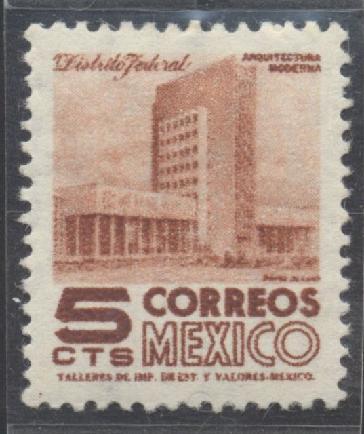 Distrito Federal
ARQUITECTURA
MODERNA
5 CORREOS
CTS MEXICO
TALLERES DE IMP. DE EST. Y VALORES-MEXICO.